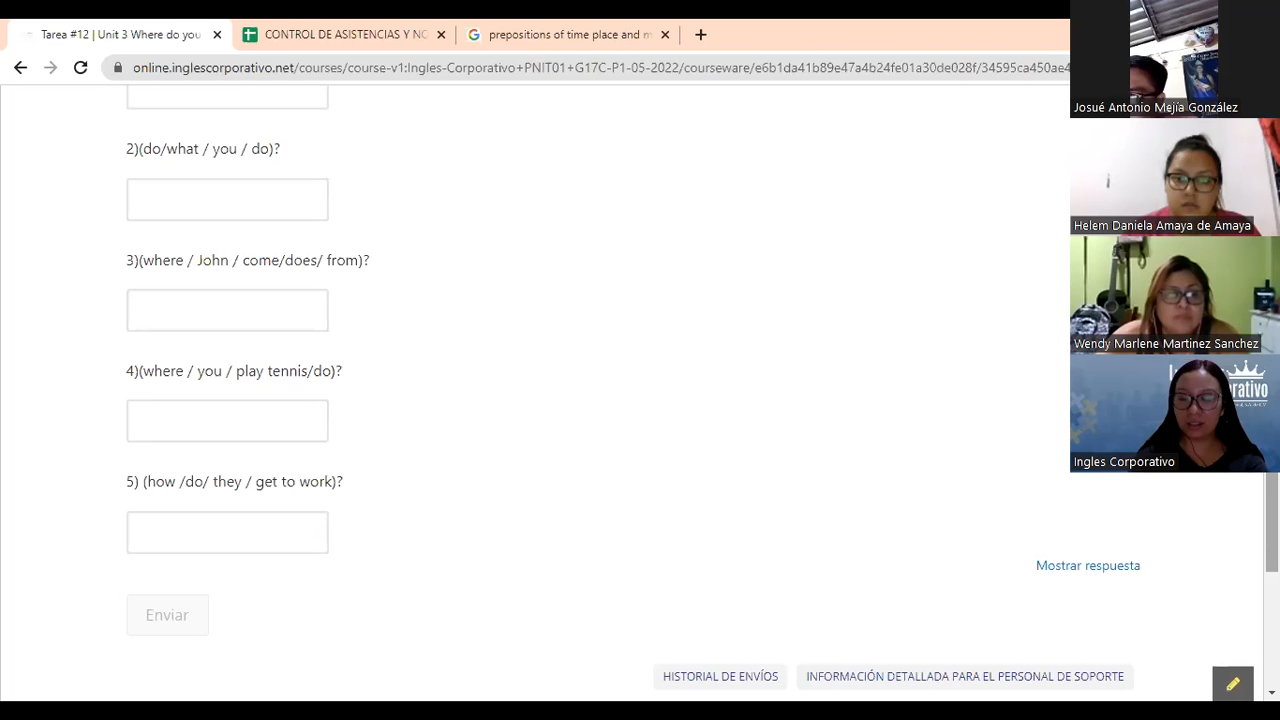 Tarea #12 | Unit 3 Where do you
CONTROL DE ASISTENCIAS Y NO
prepositions of time place and m
online.inglescorporativo.net/courses/course-v1:Ingles-Corp + PNIT01+G17C-P1-05-2022/courseware/e6b1da41b89e47a4b24fe01a30de028f/34595ca450ae4
2)(do/what / you / do)?
3)(where / John / come/does/ from)?
4)(where / you / play tennis/do)?
5) (how /do/ they / get to work)?
Mostrar respuesta
Enviar
HISTORIAL DE ENVÍOS
INFORMACIÓN DETALLADA PARA EL PERSONAL DE SOPORTE
Josué Antonio Mejìa González
Helem Daniela Amaya de Amaya
Wendy Marlene Martinez Sanchez
Ingles Corporativo